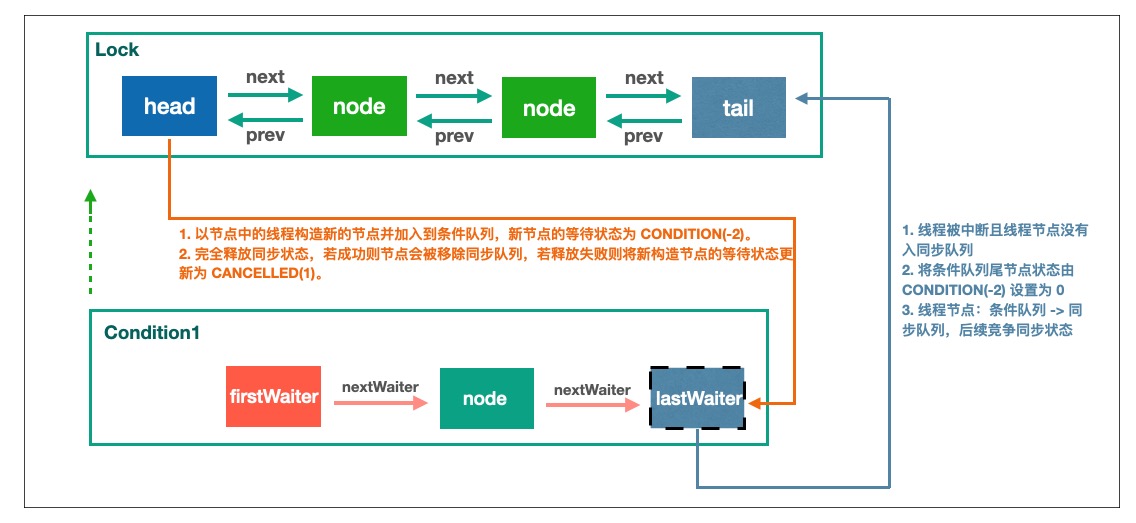 Lock
next next next
head node node tail
prev prev prev
1. 以节点中的线程构造新的节点并加入到条件队列，新节点的等待状态为 CONDITION(-2)。
2. 完全释放同步状态，若成功则节点会被移除同步队列，若释放失败则将新构造节点的等待状态更
新为 CANCELLED(1)。
1. 线程被中断且线程节点没有
入同步队列
2. 将条件队列尾节点状态由
CONDITION(-2) 设置为 0
3. 线程节点：条件队列 -> 同
步队列，后续竞争同步状态
Condition1
firstWaiter nextWaiter node nextWaiter lastWaiter